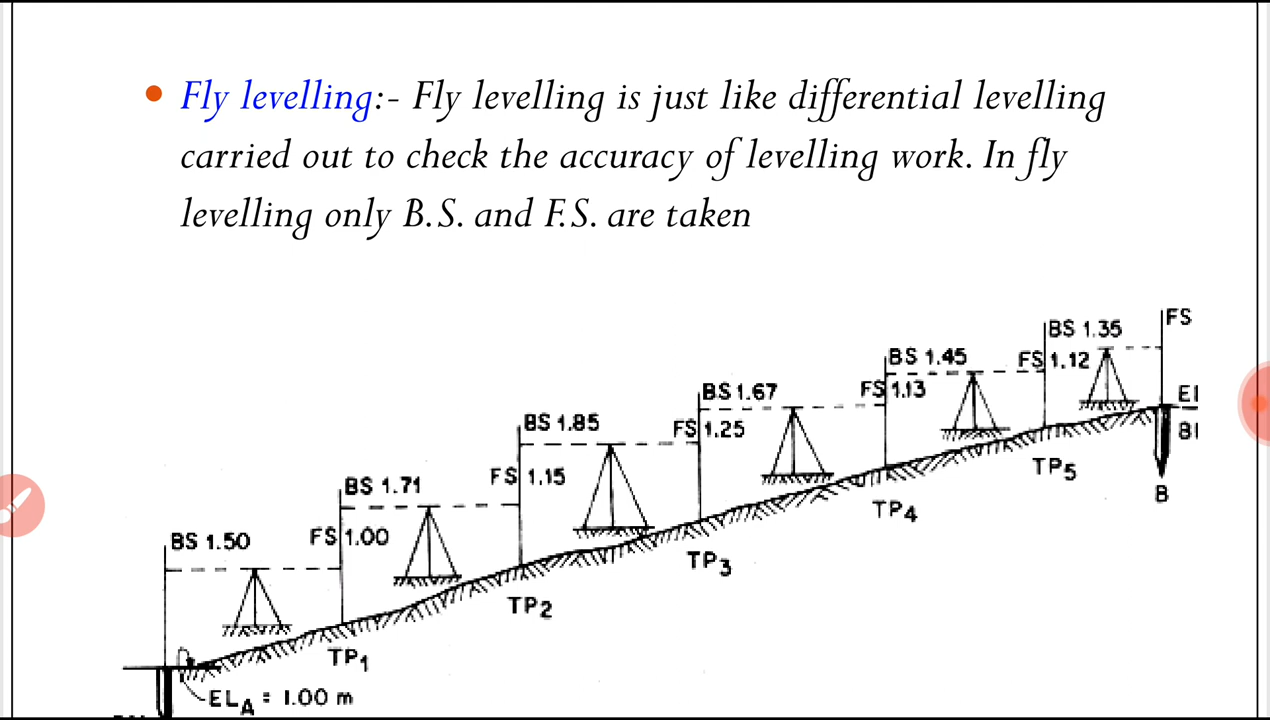 Fly levelling:- Fly levelling is just like differential levelling
carried out to check the accuracy of levelling work. In fly
levelling only B.S. and F.S. are taken
FS
BS 1.35
BS 1.45
FS 1.12
BS 1.67
FS 1.13
BS 1.85
FS 1.25
BS 1.71
FS 1.15
BS 1.50
FS 1.00
TP5
B
TP4
TP3
TP2
TP1
ELA = 1.00 m